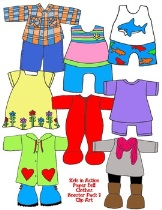 Kids in Action
Paper Doll
Clothes
Booster Pack 2
Clip Art